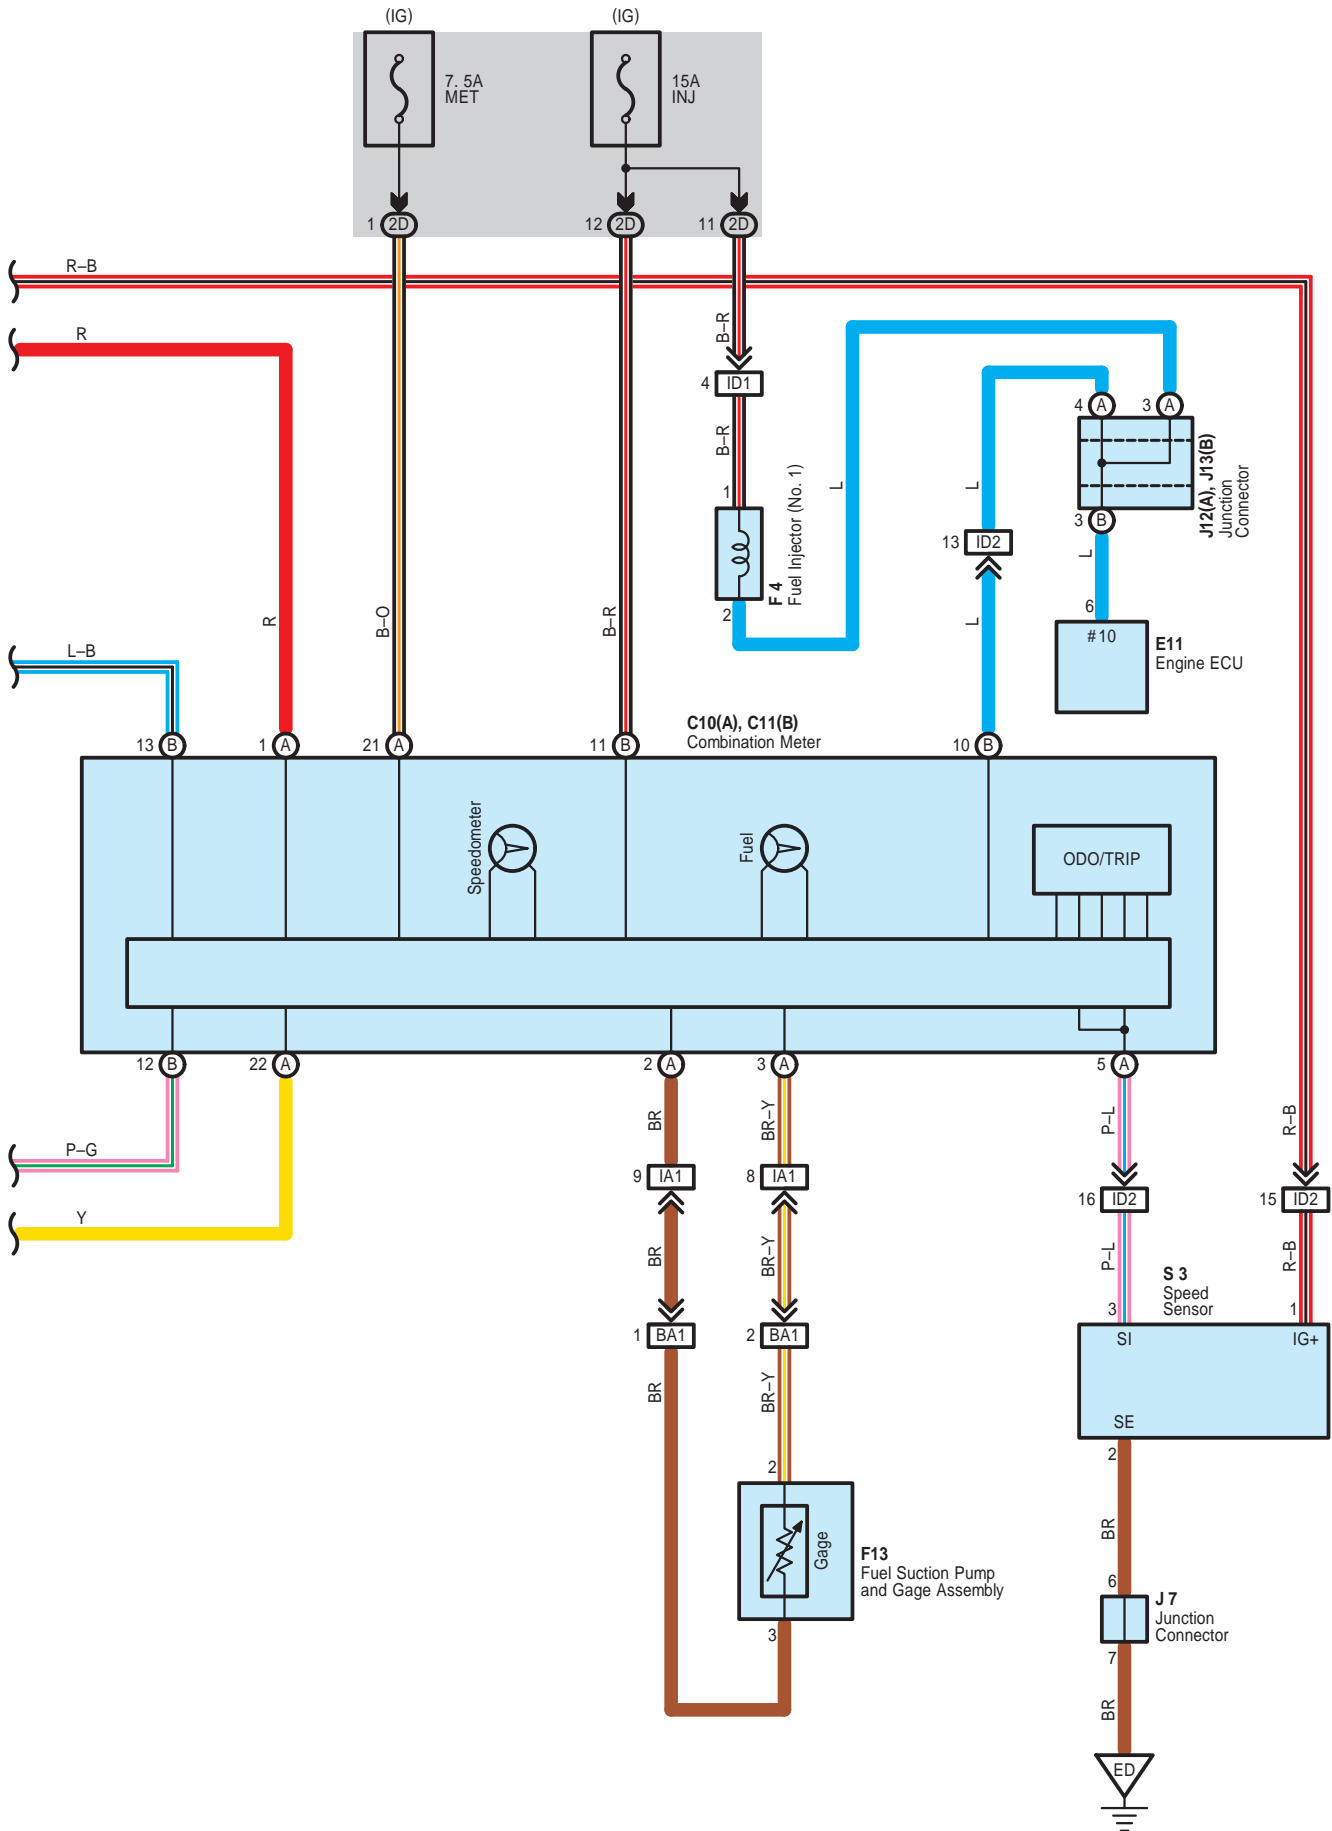 (IG)
(IG)
7. 5A
MET
15A
INJ
1 2D
12 2D
11 2D
R–B
R
B–R
4 ID1
B–R
1
F 4
Fuel Injector (No. 1)
2
L
4 A
3 A
J12(A), J13(B)
Junction
Connector
3 B
L
13 ID2
L
L
6
#10
E11
Engine ECU
R
B–O
B–R
L–B
C10(A), C11(B)
Combination Meter
13 B
1 A
21 A
11 B
10 B
Speedometer
Fuel
ODO/TRIP
12 B
22 A
2 A
3 A
5 A
P–G
Y
BR
BR–Y
P–L
R–B
9 IA1
8 IA1
16 ID2
15 ID2
BR
BR–Y
P–L
R–B
S 3
Speed
Sensor
3
1
SI
IG+
SE
1 BA1
2 BA1
BR
BR–Y
2
2
Gage
F13
Fuel Suction Pump
and Gage Assembly
3
BR
6
J 7
Junction
Connector
7
BR
ED